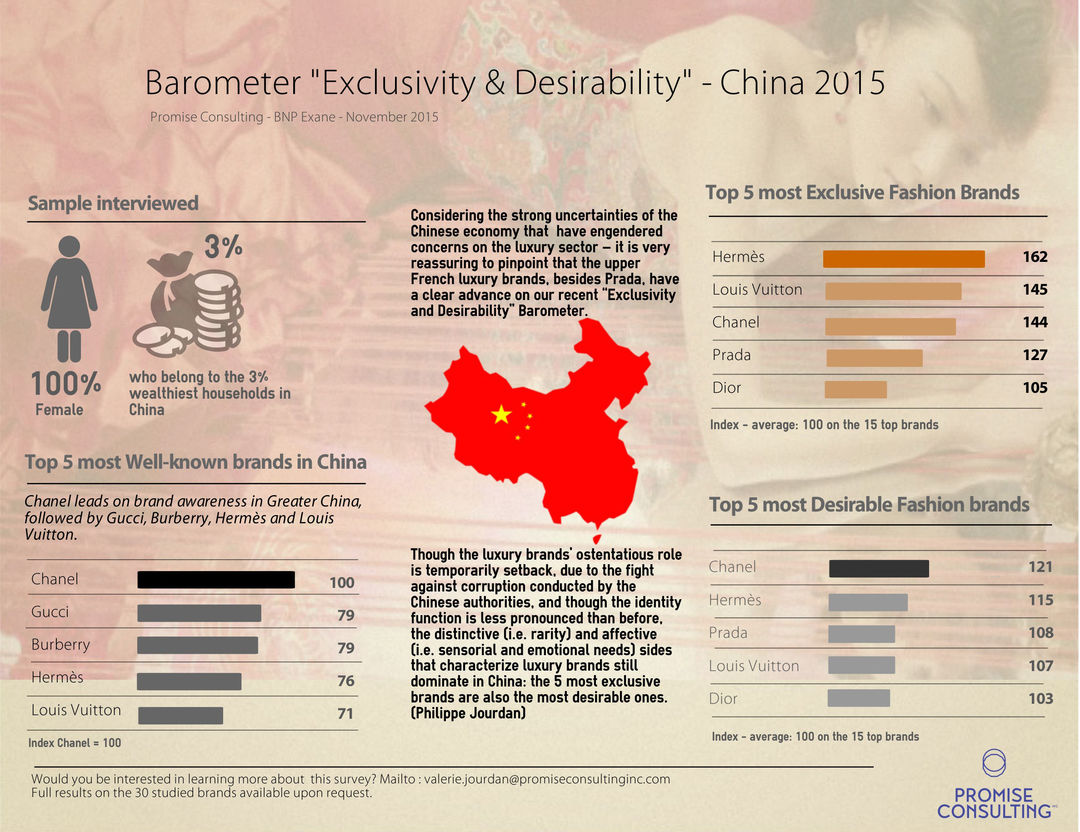 Barometer "Exclusivity & Desirability" - China 2015
Promise Consulting - BNP Exane - November 2015
Sample interviewed
3%
100%
Female
who belong to the 3%
wealthiest households in
China
Top 5 most Well-known brands in China
Chanel leads on brand awareness in Greater China,
followed by Gucci, Burberry, Hermès and Louis
Vuitton.
Chanel 100
Gucci 79
Burberry 79
Hermès 76
Louis Vuitton 71
Index Chanel = 100
Considering the strong uncertainties of the
Chinese economy that have engendered
concerns on the luxury sector – it is very
reassuring to pinpoint that the upper
French luxury brands, besides Prada, have
a clear advance on our recent "Exclusivity
and Desirability" Barometer.
Though the luxury brands' ostentatious role
is temporarily setback, due to the fight
against corruption conducted by the
Chinese authorities, and though the identity
function is less pronounced than before,
the distinctive (i.e. rarity) and affective
(i.e. sensorial and emotional needs) sides
that characterize luxury brands still
dominate in China: the 5 most exclusive
brands are also the most desirable ones.
(Philippe Jourdan)
Top 5 most Exclusive Fashion Brands
Hermès 162
Louis Vuitton 145
Chanel 144
Prada 127
Dior 105
Index - average: 100 on the 15 top brands
Top 5 most Desirable Fashion brands
Chanel 121
Hermès 115
Prada 108
Louis Vuitton 107
Dior 103
Index - average: 100 on the 15 top brands
Would you be interested in learning more about this survey? Mailto : valerie.jourdan@promiseconsultinginc.com
Full results on the 30 studied brands available upon request.
PROMISE
CONSULTING